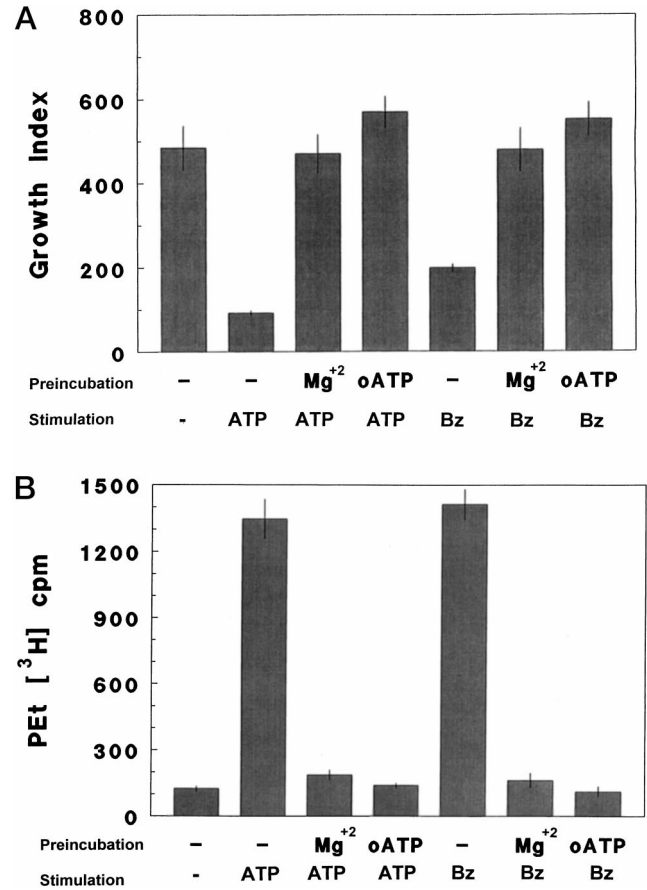 A
800
600
400
200
0
Growth Index
Preincubation – – Mg+2 oATP – Mg+2 oATP
Stimulation - ATP ATP ATP Bz Bz Bz
B
1500
1200
900
600
300
0
PEt [3H] cpm
Preincubation – – Mg+2 oATP – Mg+2 oATP
Stimulation - ATP ATP ATP Bz Bz Bz